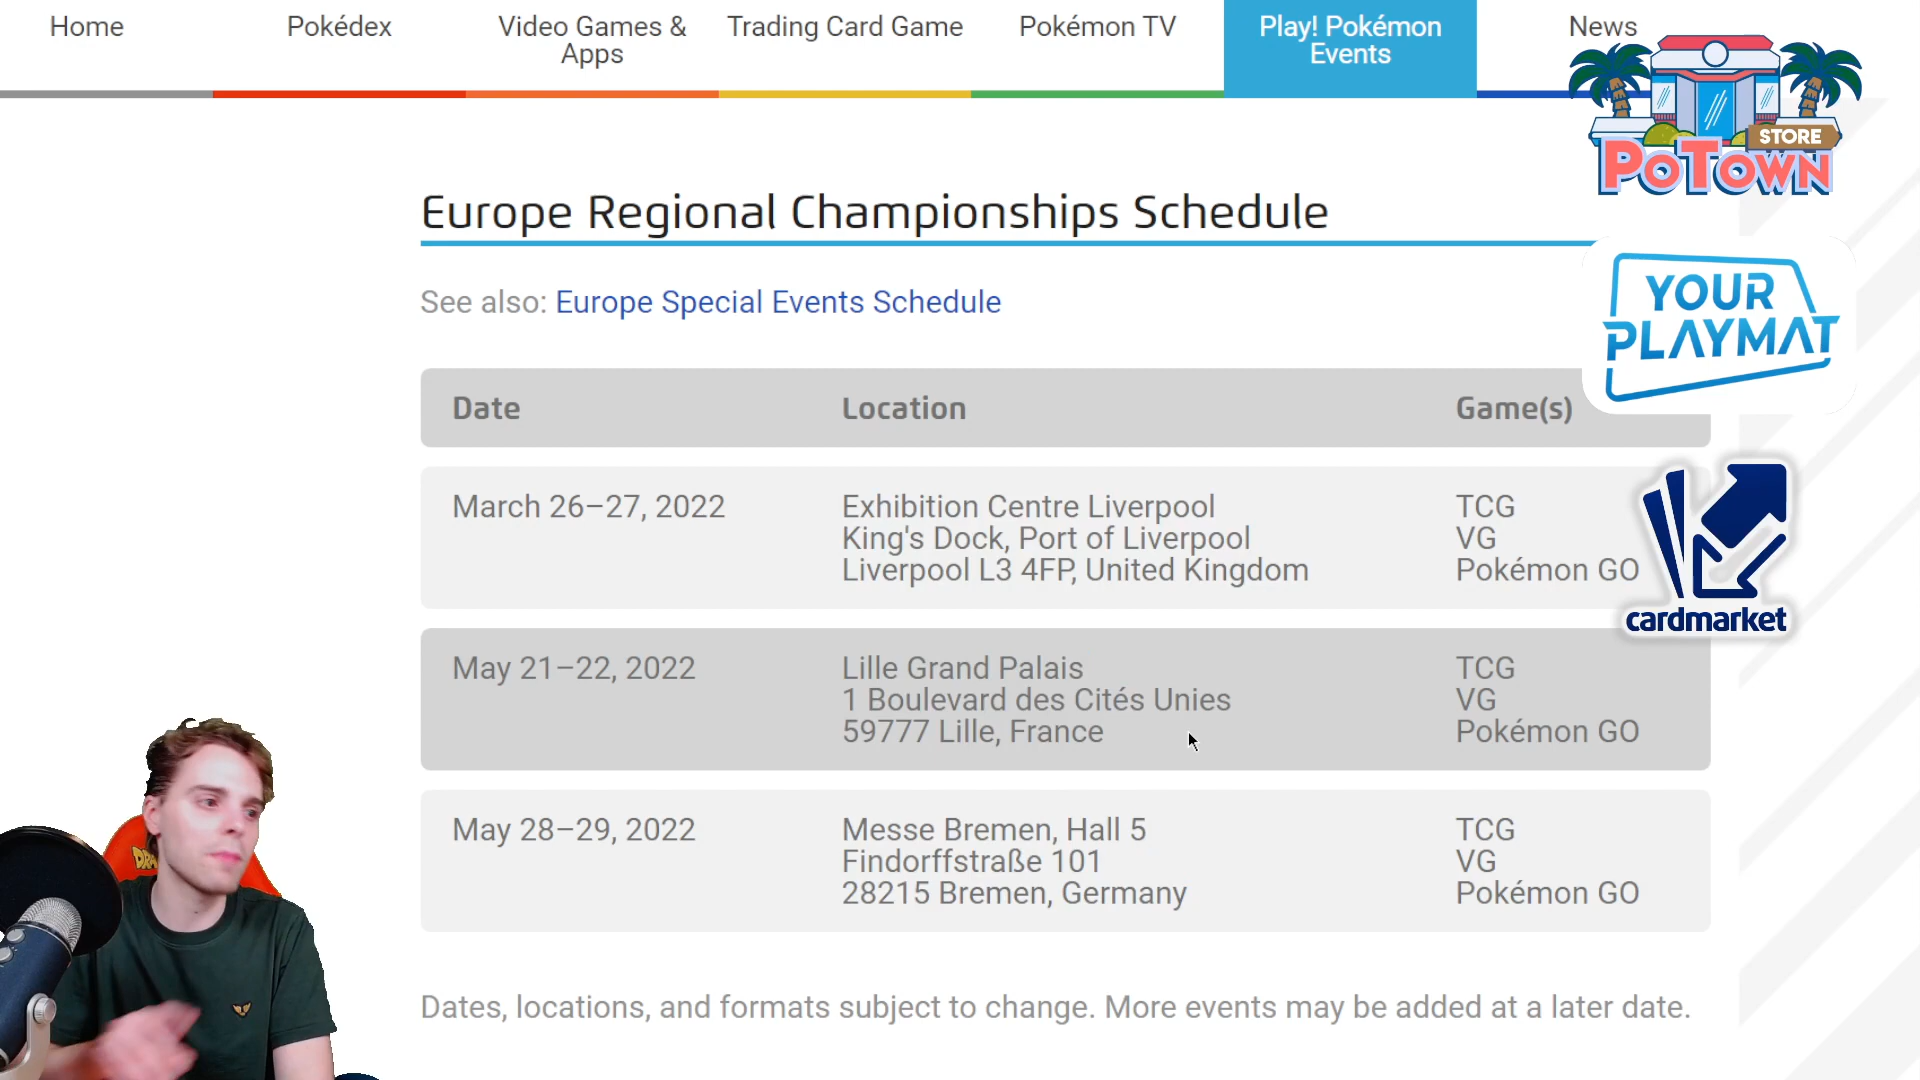 Home
Pokédex
Video Games &
Apps
Trading Card Game
Pokémon TV
Play! Pokémon
Events
News
STORE
POTOWN
Europe Regional Championships Schedule
See also: Europe Special Events Schedule
YOUR
PLAYMAT
Date Location Game(s)
March 26–27, 2022 Exhibition Centre Liverpool TCG
King's Dock, Port of Liverpool VG
Liverpool L3 4FP, United Kingdom Pokémon GO
cardmarket
May 21–22, 2022 Lille Grand Palais TCG
1 Boulevard des Cités Unies VG
59777 Lille, France Pokémon GO
May 28–29, 2022 Messe Bremen, Hall 5 TCG
Findorffstraße 101 VG
28215 Bremen, Germany Pokémon GO
Dates, locations, and formats subject to change. More events may be added at a later date.